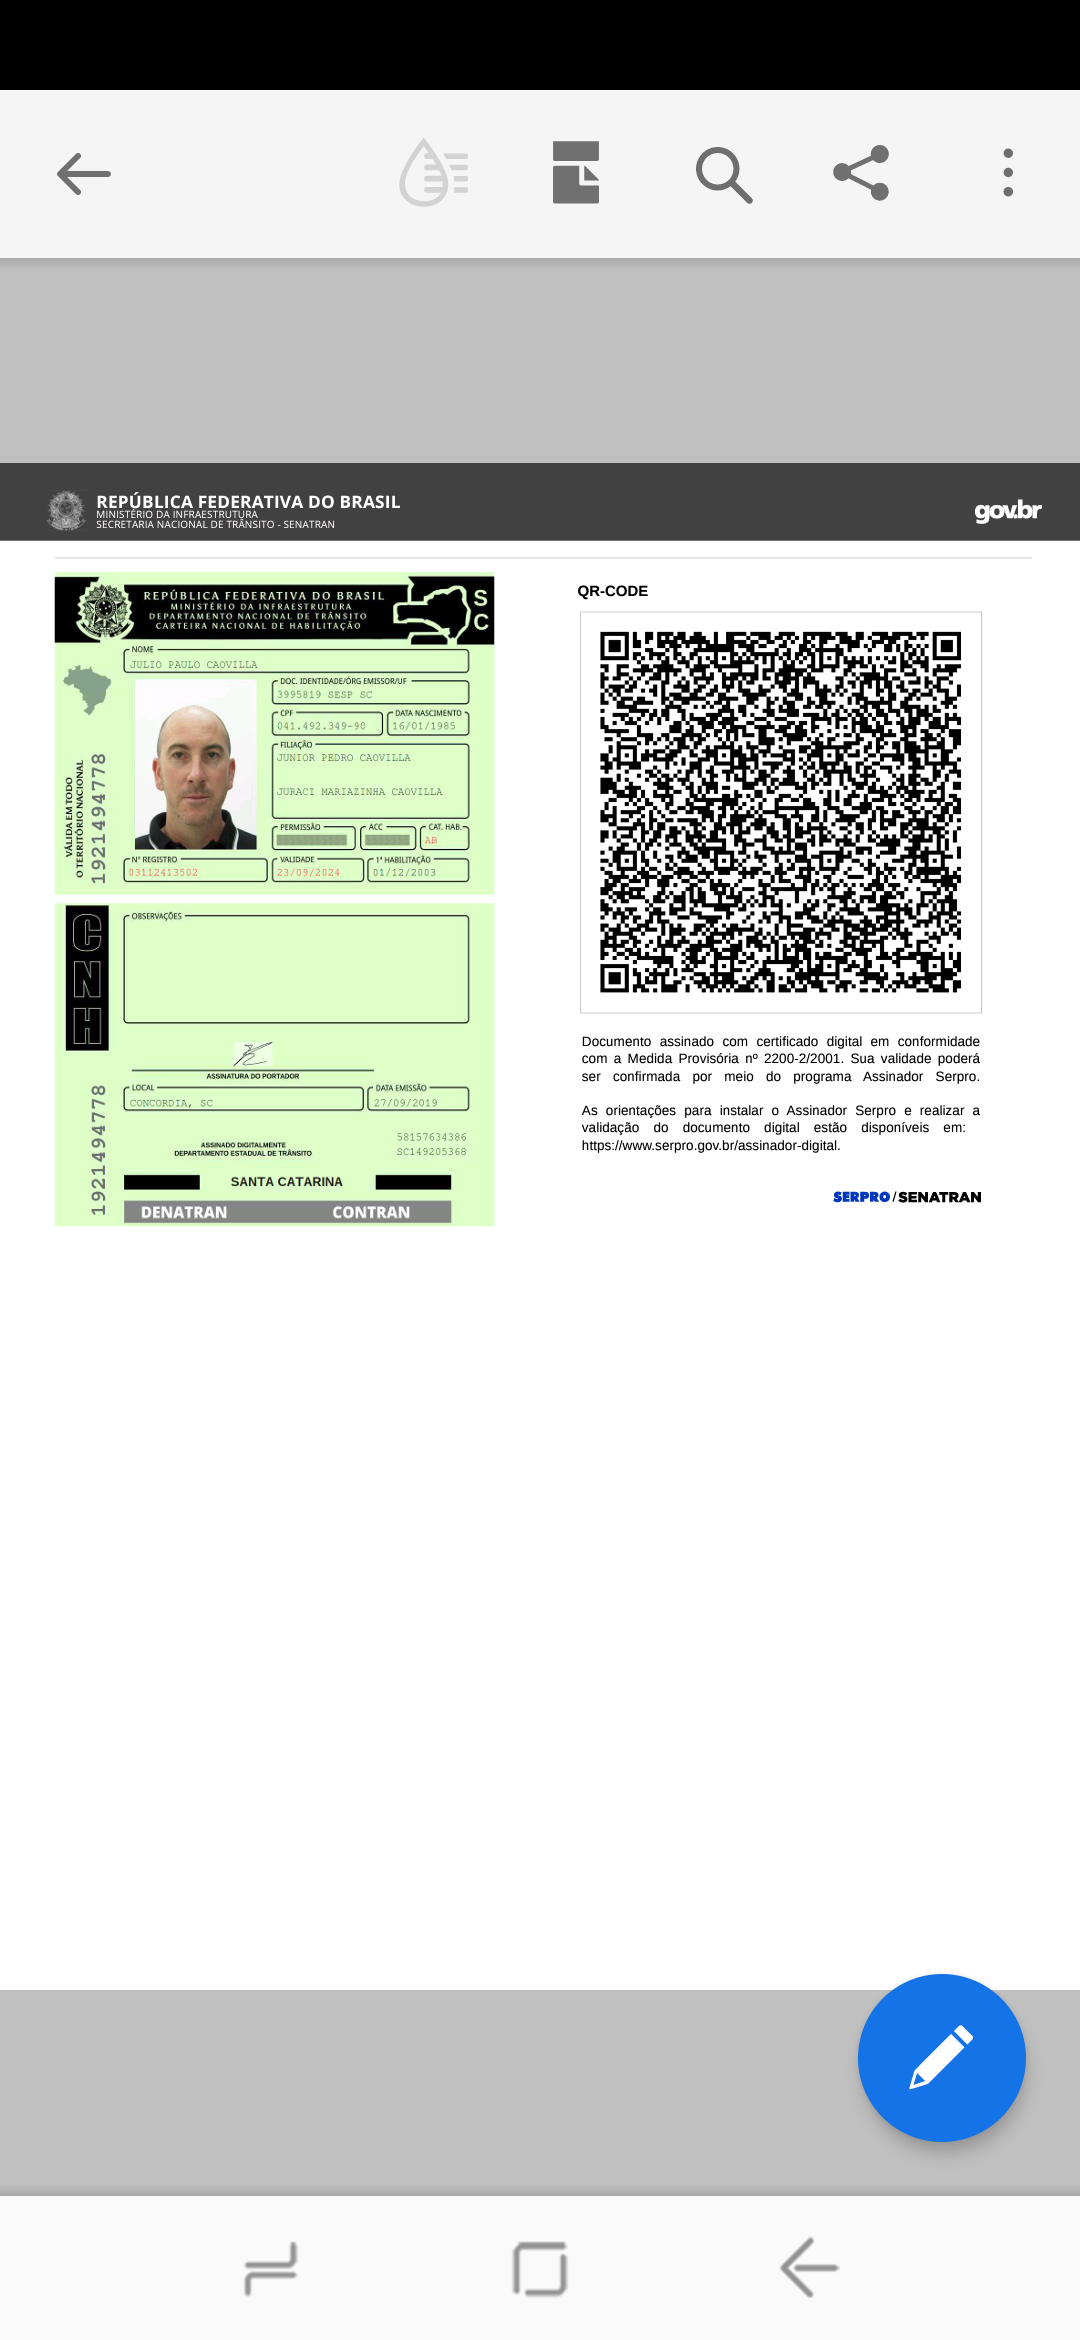 REPÚBLICA FEDERATIVA DO BRASIL
MINISTÉRIO DA INFRAESTRUTURA
SECRETARIA NACIONAL DE TRÂNSITO - SENATRAN
gov.br
REPÚBLICA FEDERATIVA DO BRASIL
MINISTÉRIO DA INFRAESTRUTURA
DEPARTAMENTO NACIONAL DE TRÂNSITO
CARTEIRA NACIONAL DE HABILITAÇÃO
S
C
NOME
JULIO PAULO CAOVILLA
DOC. IDENTIDADE/ÓRG EMISSOR/UF
3995819 SESP SC
CPF
041.492.349-90
DATA NASCIMENTO
16/01/1985
FILIAÇÃO
JUNIOR PEDRO CAOVILLA
JURACI MARIAZINHA CAOVILLA
PERMISSÃO
ACC
CAT. HAB.
AB
Nº REGISTRO
03112413502
VALIDADE
23/09/2024
1ª HABILITAÇÃO
01/12/2003
VÁLIDA EM TODO
O TERRITÓRIO NACIONAL
1921494778
CNH
OBSERVAÇÕES
ASSINATURA DO PORTADOR
LOCAL
CONCORDIA, SC
DATA EMISSÃO
27/09/2019
1921494778
ASSINADO DIGITALMENTE
DEPARTAMENTO ESTADUAL DE TRÂNSITO
58157634386
SC149205368
SANTA CATARINA
DENATRAN CONTRAN
QR-CODE
Documento assinado com certificado digital em conformidade
com a Medida Provisória nº 2200-2/2001. Sua validade poderá
ser confirmada por meio do programa Assinador Serpro.
As orientações para instalar o Assinador Serpro e realizar a
validação do documento digital estão disponíveis em:
https://www.serpro.gov.br/assinador-digital.
SERPRO / SENATRAN